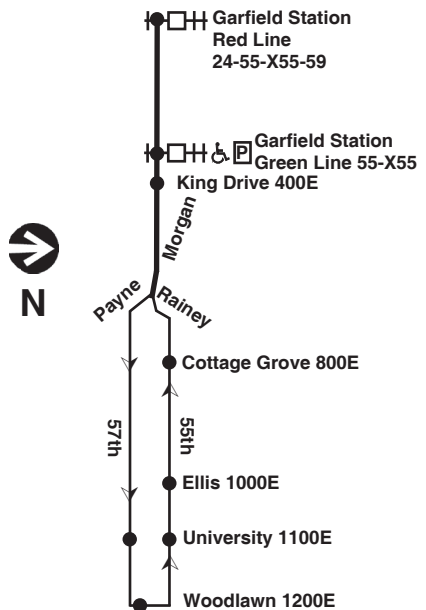 Garfield Station
Red Line
24-55-X55-59
P
Garfield Station
Green Line 55-X55
King Drive 400E
Morgan
N
Payne
Rainey
Cottage Grove 800E
57th
55th
Ellis 1000E
University 1100E
Woodlawn 1200E